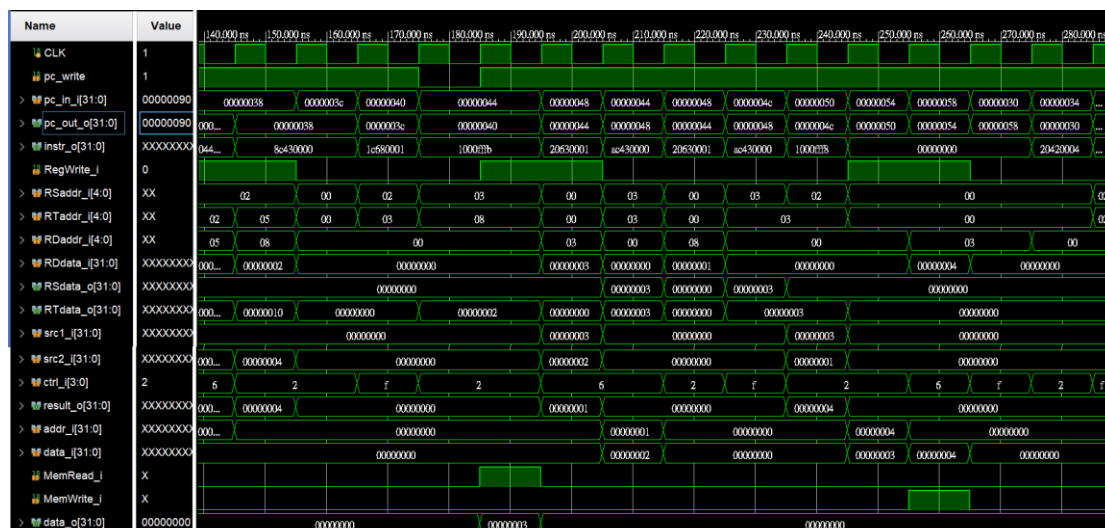 Name Value 140.000 ns 150.000 ns 160.000 ns 170.000 ns 180.000 ns 190.000 ns 200.000 ns 210.000 ns 220.000 ns 230.000 ns 240.000 ns 250.000 ns 260.000 ns 270.000 ns 280.000 ns
CLK 1
pc_write 1
pc_in_i[31:0] 00000090 00000038 0000003c 00000040 00000044 00000048 00000044 00000048 0000004c 00000050 00000054 00000058 00000030 00000034 ...
pc_out_o[31:0] 00000090 000... 00000038 0000003c 00000040 00000044 00000048 00000044 00000048 0000004c 00000050 00000054 00000058 00000030 ...
instr_o[31:0] XXXXXXXX 044... 8c430000 1c680001 1000fffb 20630001 ac430000 20630001 ac430000 1000fff8 00000000 20420004 ...
RegWrite_i 0
RSaddr_i[4:0] XX 02 00 02 03 00 03 00 03 02 00
RTaddr_i[4:0] XX 02 05 00 03 08 00 03 00 03 00
RDaddr_i[4:0] XX 05 08 00 03 00 08 00 03 00
RDdata_i[31:0] XXXXXXXX 000... 00000002 00000000 00000003 00000000 00000001 00000000 00000004 00000000
RSdata_o[31:0] XXXXXXXX 00000000 00000003 00000000 00000003 00000000
RTdata_o[31:0] XXXXXXXX 000... 00000010 00000000 00000002 00000000 00000003 00000000 00000003 00000000
src1_i[31:0] XXXXXXXX 00000000 00000003 00000000 00000003 00000000
src2_i[31:0] XXXXXXXX 000... 00000004 00000000 00000002 00000000 00000001 00000000
ctrl_i[3:0] 2 6 2 f 2 6 2 f 2 6 f 2 f
result_o[31:0] XXXXXXXX 000... 00000004 00000000 00000001 00000000 00000004 00000000
addr_i[31:0] XXXXXXXX 000... 00000000 00000001 00000000 00000004 00000000
data_i[31:0] XXXXXXXX 00000000 00000002 00000000 00000003 00000004 00000000
MemRead_i X
MemWrite_i X
data_o[31:0] 00000000 00000000 00000003 00000000